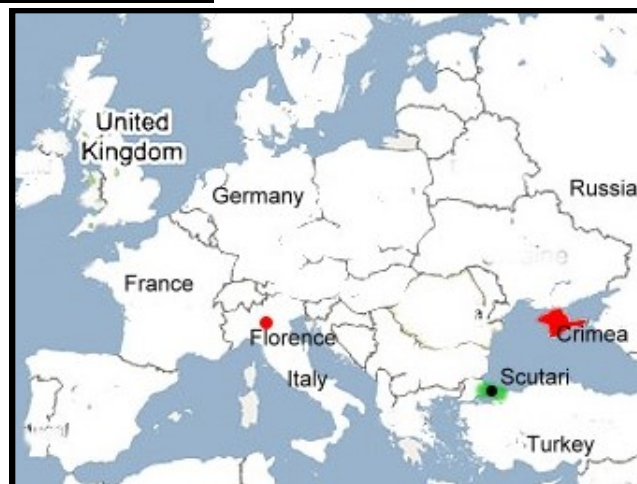 United
Kingdom
Germany
Russia
France
Florence
Crimea
Italy
Scutari
Turkey